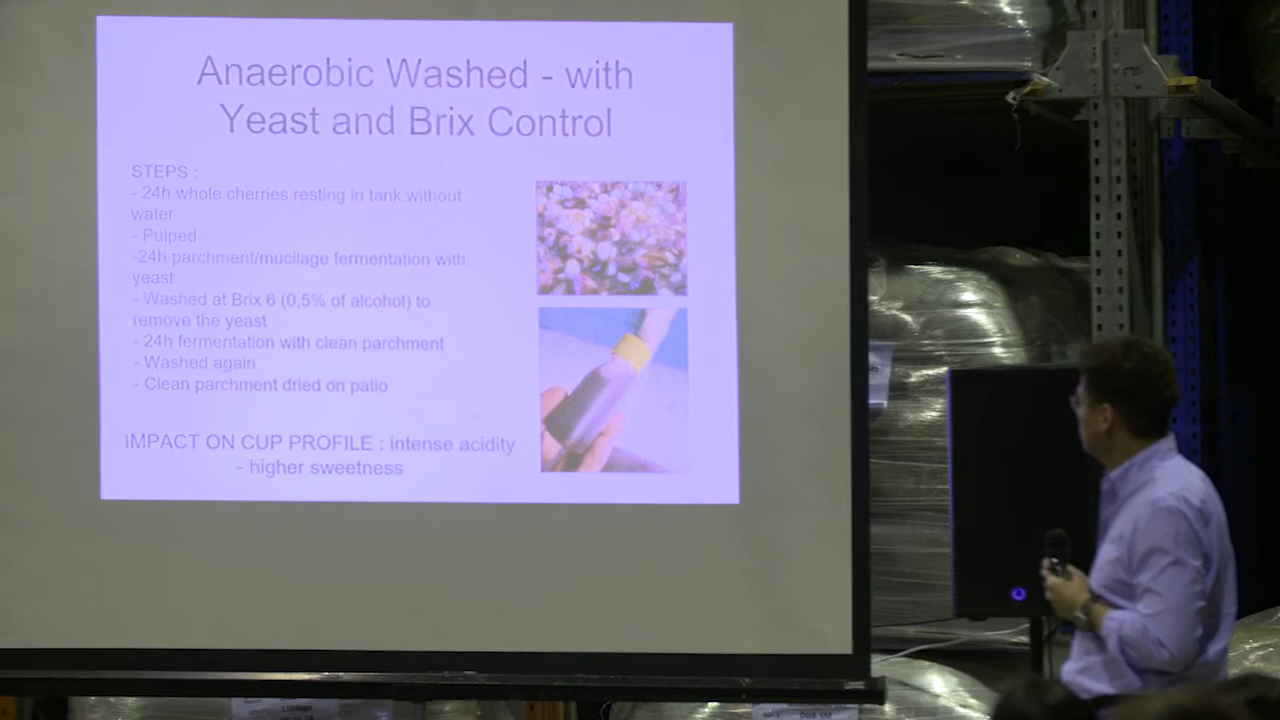 Anaerobic Washed - with
Yeast and Brix Control
STEPS :
- 24h whole cherries resting in tank without
water
- Pulped
-24h parchment/mucilage fermentation with
yeast
- Washed at Brix 6 (0,5% of alcohol) to
remove the yeast
- 24h fermentation with clean parchment
- Washed again
- Clean parchment dried on patio
IMPACT ON CUP PROFILE : intense acidity
- higher sweetness